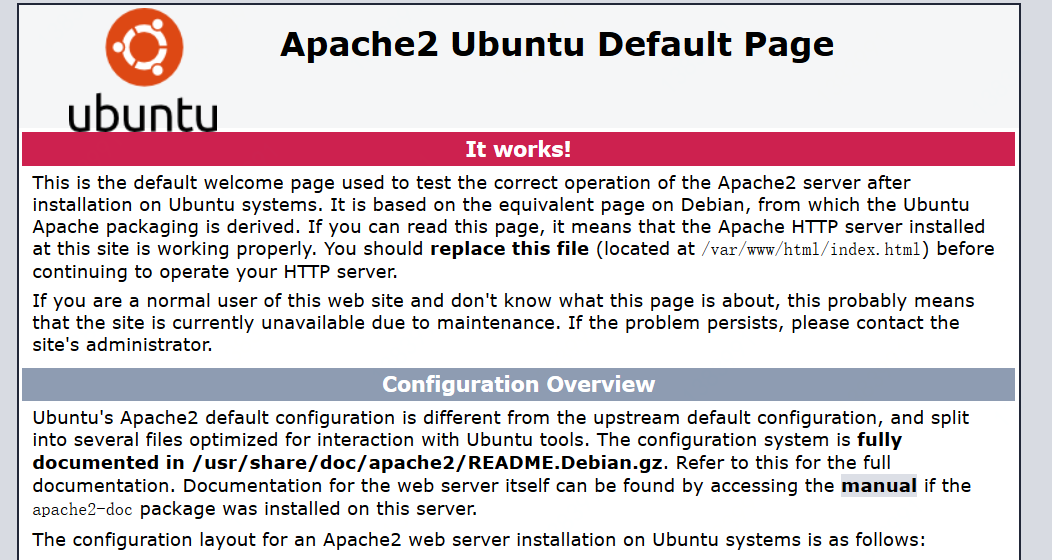 Apache2 Ubuntu Default Page
ubuntu
It works!
This is the default welcome page used to test the correct operation of the Apache2 server after
installation on Ubuntu systems. It is based on the equivalent page on Debian, from which the Ubuntu
Apache packaging is derived. If you can read this page, it means that the Apache HTTP server installed
at this site is working properly. You should replace this file (located at /var/www/html/index.html) before
continuing to operate your HTTP server.
If you are a normal user of this web site and don't know what this page is about, this probably means
that the site is currently unavailable due to maintenance. If the problem persists, please contact the
site's administrator.
Configuration Overview
Ubuntu's Apache2 default configuration is different from the upstream default configuration, and split
into several files optimized for interaction with Ubuntu tools. The configuration system is fully
documented in /usr/share/doc/apache2/README.Debian.gz. Refer to this for the full
documentation. Documentation for the web server itself can be found by accessing the manual if the
apache2-doc package was installed on this server.
The configuration layout for an Apache2 web server installation on Ubuntu systems is as follows: